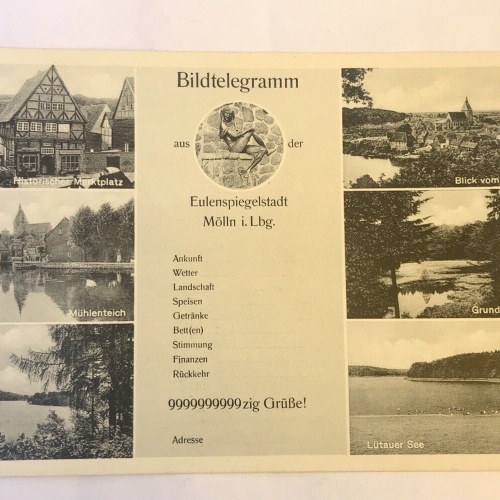 Bildtelegramm
aus der
Eulenspiegelstadt
Mölln i. Lbg.
Ankunft
Wetter
Landschaft
Speisen
Getränke
Bett(en)
Stimmung
Finanzen
Rückkehr
9999999999zig Grüße!
Adresse
Historischer Marktplatz
Mühlenteich
Blick vom
Grund
Lütauer See